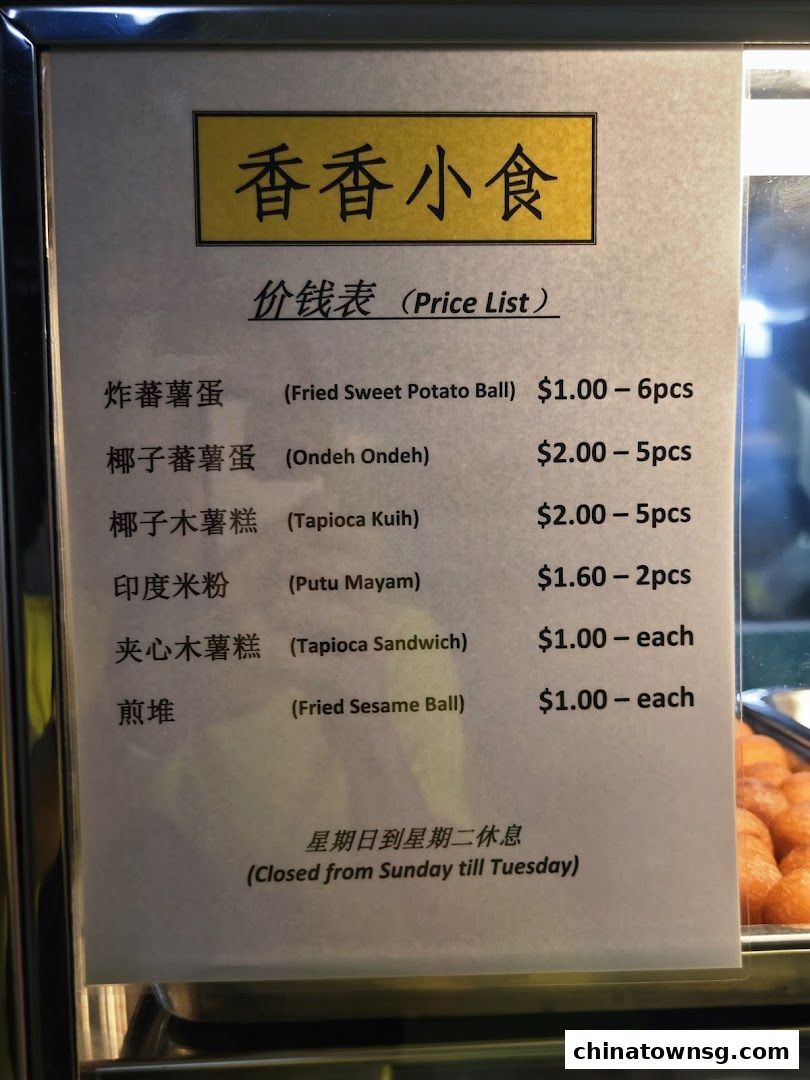 香香小食
价钱表 （Price List）
炸蕃薯蛋 (Fried Sweet Potato Ball) $1.00 – 6pcs
椰子蕃薯蛋 (Ondeh Ondeh) $2.00 – 5pcs
椰子木薯糕 (Tapioca Kuih) $2.00 – 5pcs
印度米粉 (Putu Mayam) $1.60 – 2pcs
夹心木薯糕 (Tapioca Sandwich) $1.00 – each
煎堆 (Fried Sesame Ball) $1.00 – each
星期日到星期二休息
(Closed from Sunday till Tuesday)
chinatownsg.com